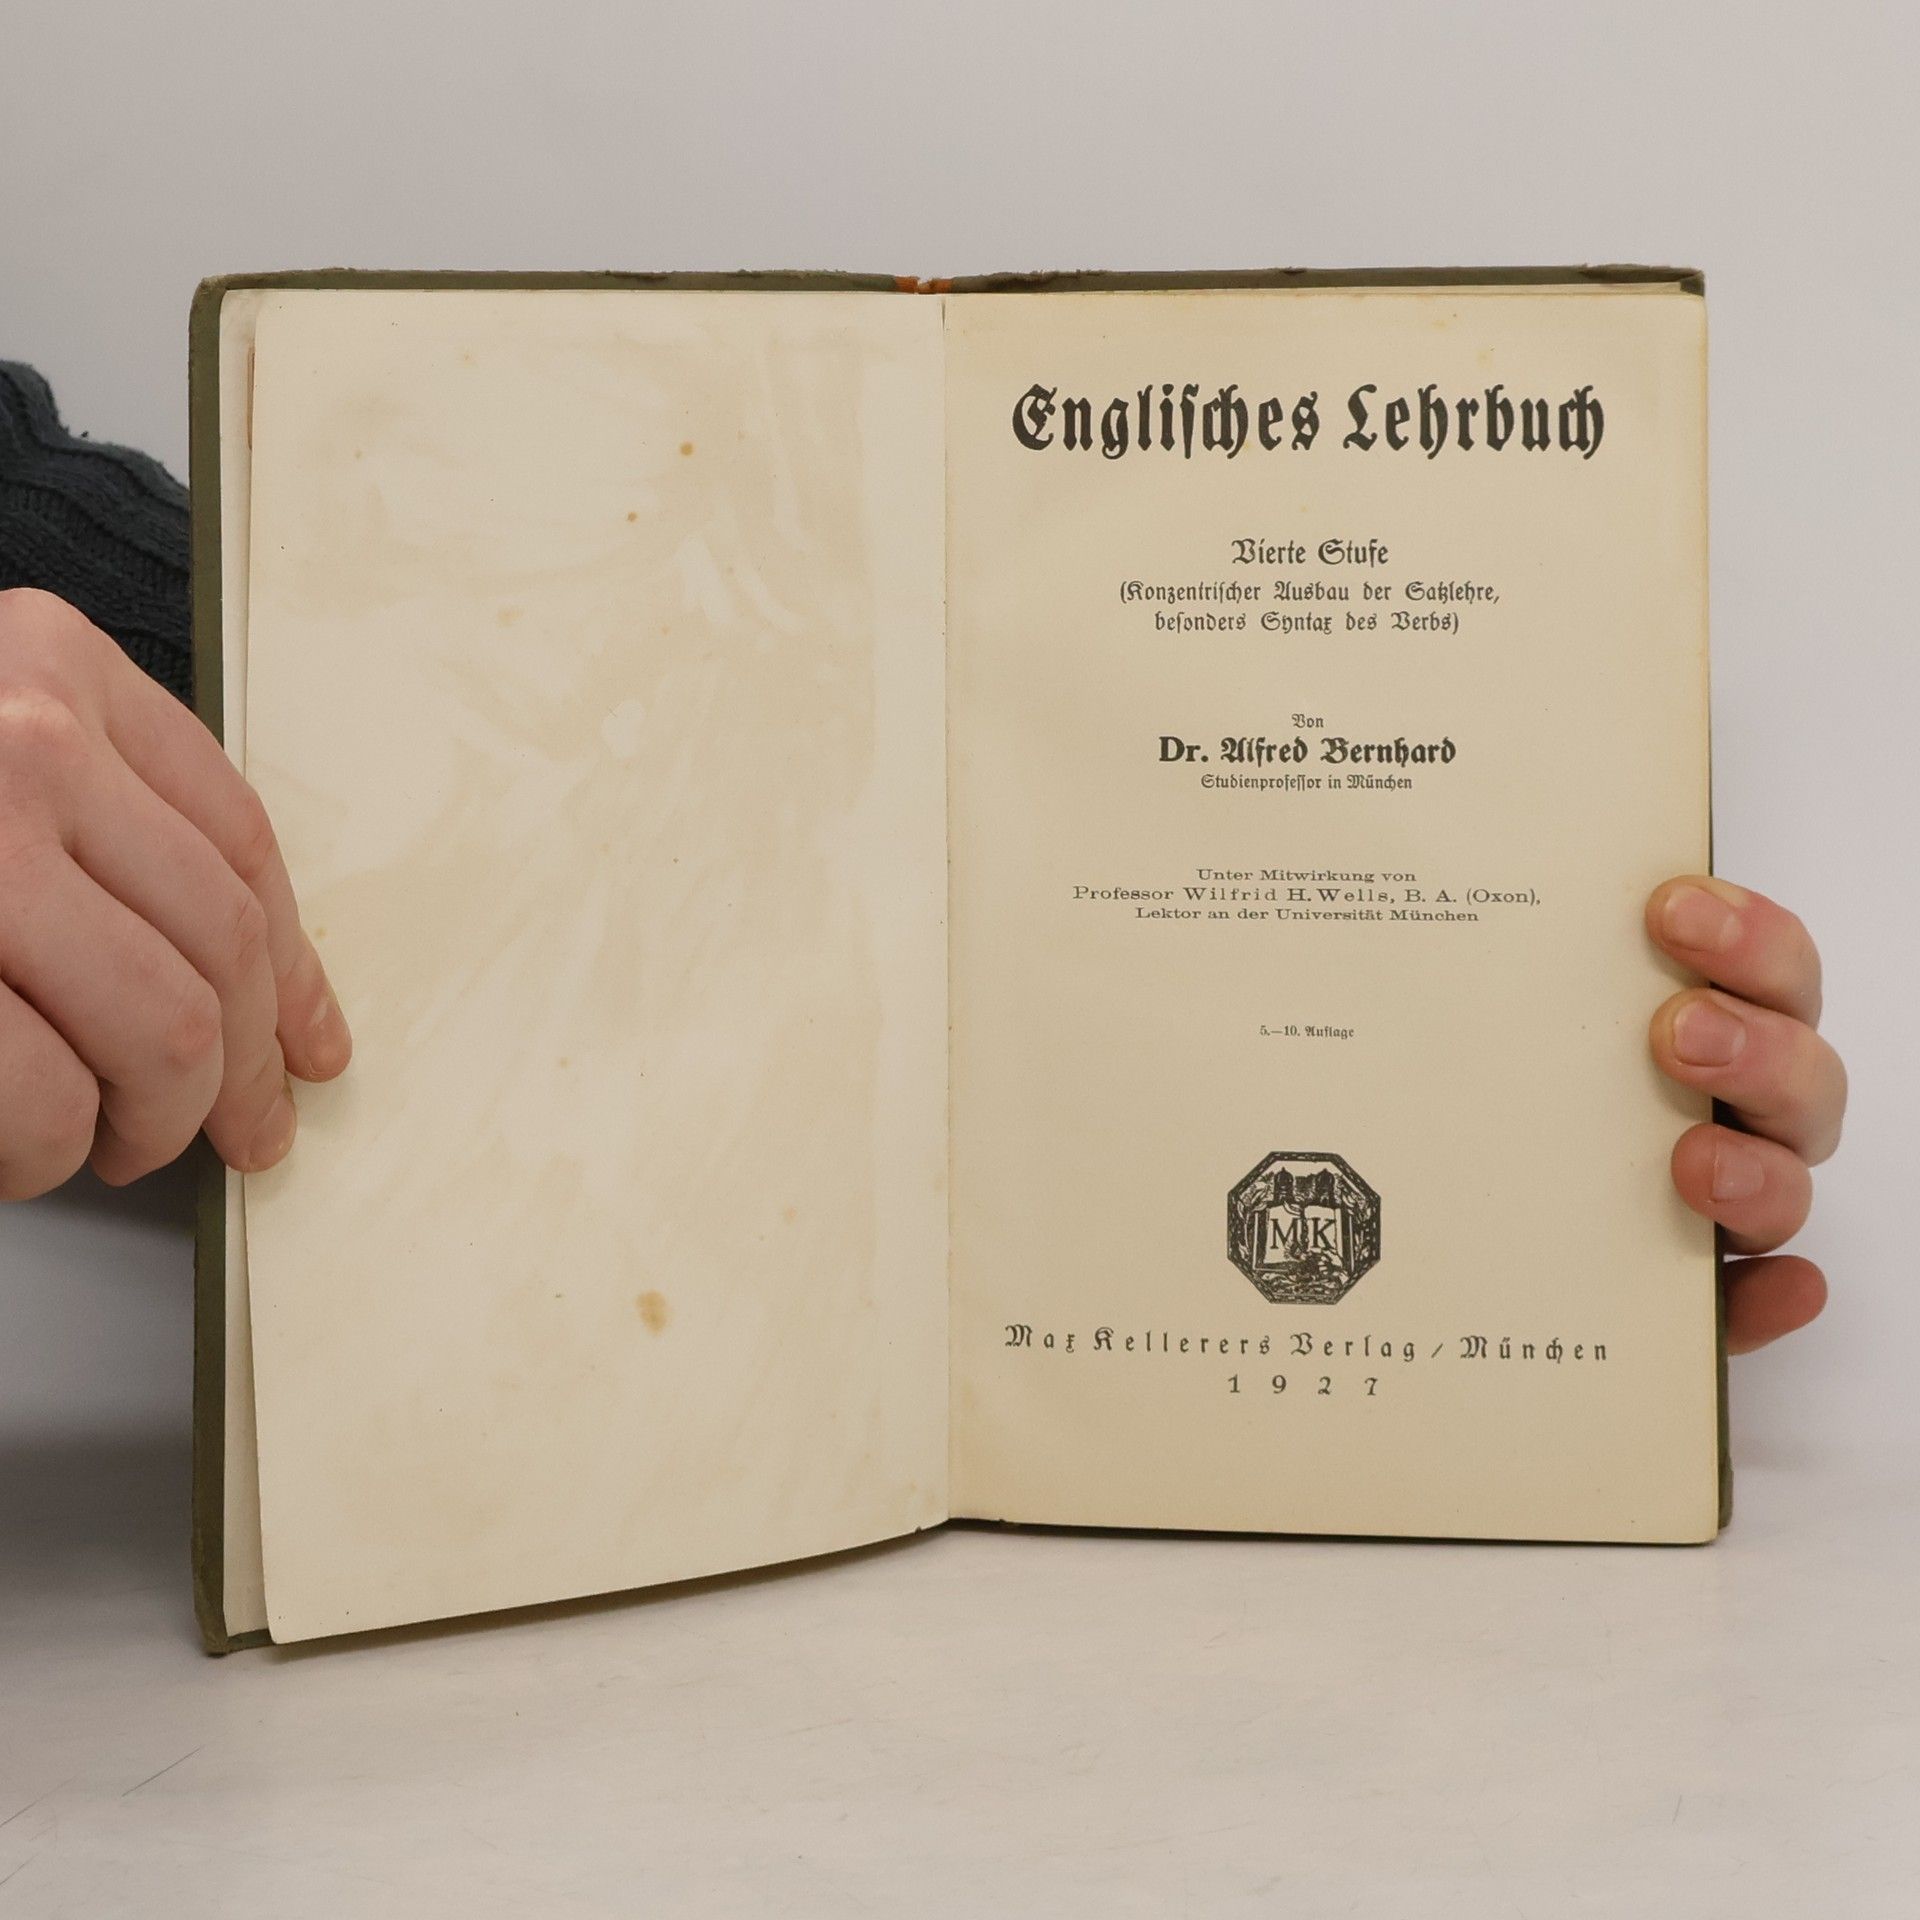 Engliſches Lehrbuch
Vierte Stufe
(Konzentriſcher Ausbau der Satzlehre,
beſonders Syntax des Verbs)
Von
Dr. Alfred Bernhard
Studienprofeſſor in München
Unter Mitwirkung von
Professor Wilfrid H. Wells, B. A. (Oxon),
Lektor an der Universität München
5.—10. Auflage
MK
Max Kellerers Verlag / München
1927